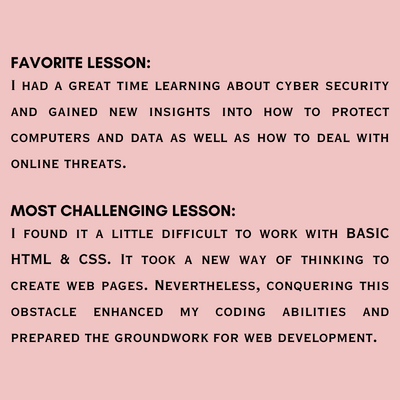 FAVORITE LESSON:
I HAD A GREAT TIME LEARNING ABOUT CYBER SECURITY
AND GAINED NEW INSIGHTS INTO HOW TO PROTECT
COMPUTERS AND DATA AS WELL AS HOW TO DEAL WITH
ONLINE THREATS.
MOST CHALLENGING LESSON:
I FOUND IT A LITTLE DIFFICULT TO WORK WITH BASIC
HTML & CSS. IT TOOK A NEW WAY OF THINKING TO
CREATE WEB PAGES. NEVERTHELESS, CONQUERING THIS
OBSTACLE ENHANCED MY CODING ABILITIES AND
PREPARED THE GROUNDWORK FOR WEB DEVELOPMENT.